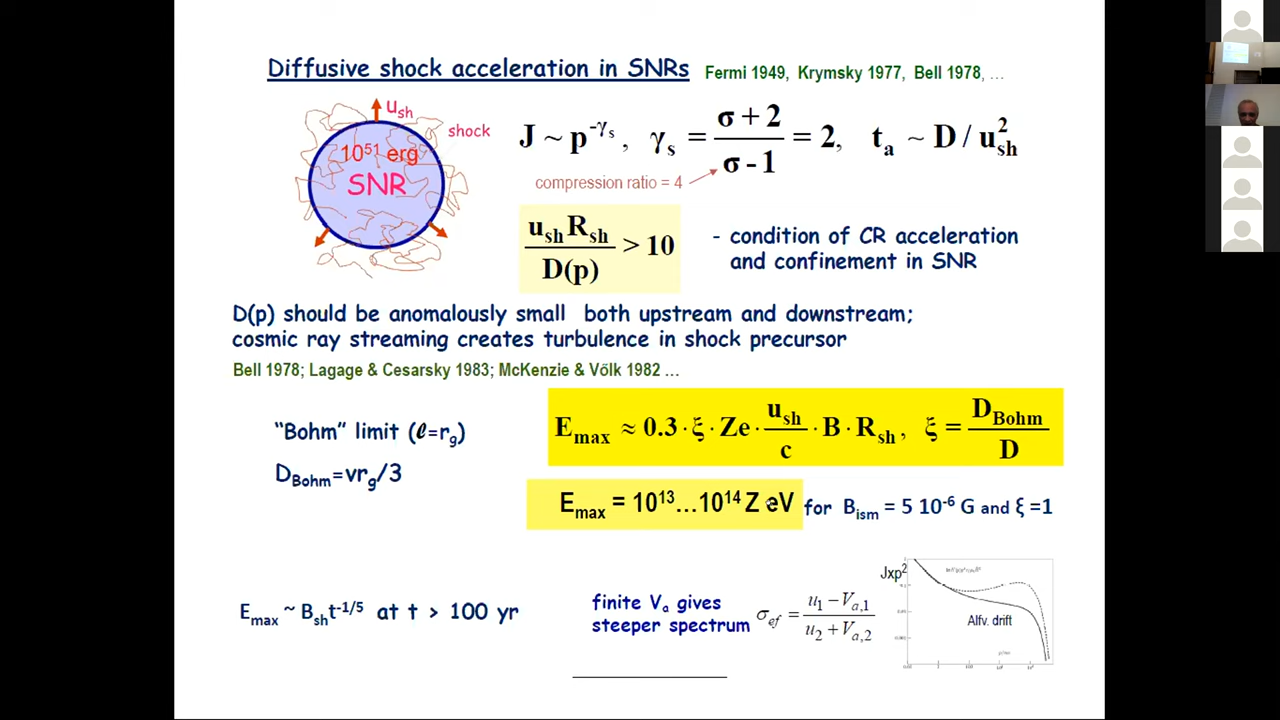 Diffusive shock acceleration in SNRs Fermi 1949, Krymsky 1977, Bell 1978, ...
u_sh
shock
10^51 erg
SNR
J ~ p^-γ_s, γ_s = (σ + 2)/(σ - 1) = 2, t_a ~ D / u_sh^2
compression ratio = 4
u_sh R_sh / D(p) > 10
- condition of CR acceleration
and confinement in SNR
D(p) should be anomalously small both upstream and downstream;
cosmic ray streaming creates turbulence in shock precursor
Bell 1978; Lagage & Cesarsky 1983; McKenzie & Völk 1982 ...
"Bohm" limit (ℓ=r_g)
D_Bohm=vr_g/3
E_max ≈ 0.3 · ξ · Ze · u_sh/c · B · R_sh, ξ = D_Bohm/D
E_max = 10^13...10^14 Z eV for B_ism = 5 10^-6 G and ξ =1
E_max ~ B_sh t^-1/5 at t > 100 yr
finite V_a gives
steeper spectrum
σ_ef = (u_1 − V_a,1)/(u_2 + V_a,2)
Jxp^2
Alfv. drift